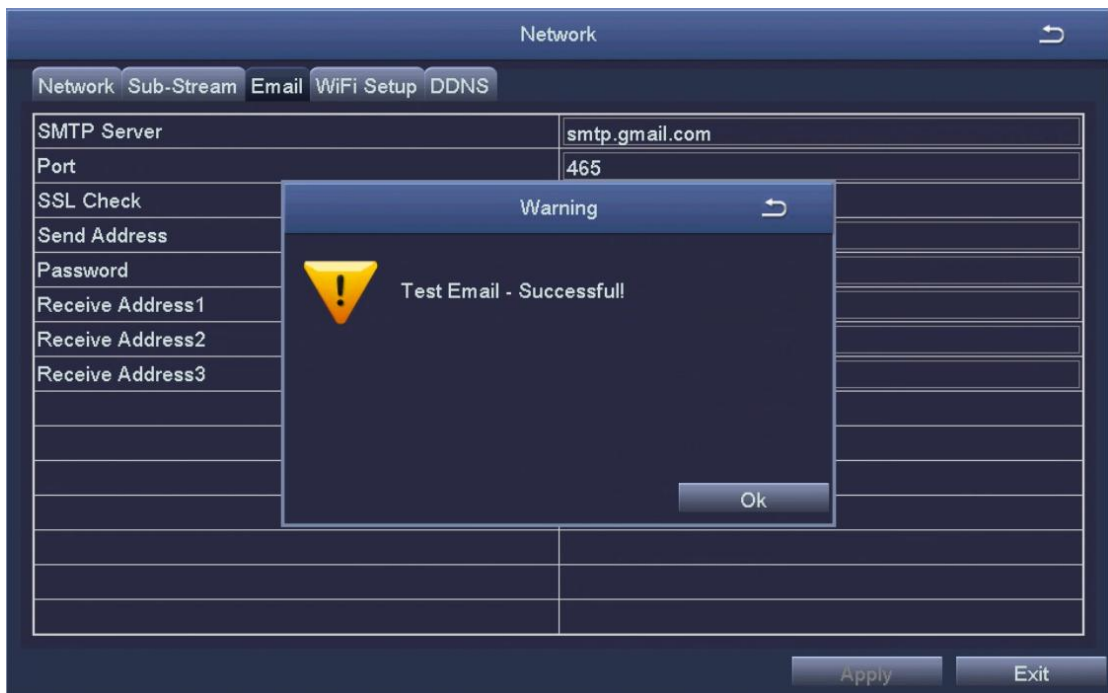 Network
Network Sub-Stream Email WiFi Setup DDNS
SMTP Server smtp.gmail.com
Port 465
SSL Check
Warning
Send Address
Password
Test Email - Successful!
Receive Address1
Receive Address2
Receive Address3
Ok
Apply Exit